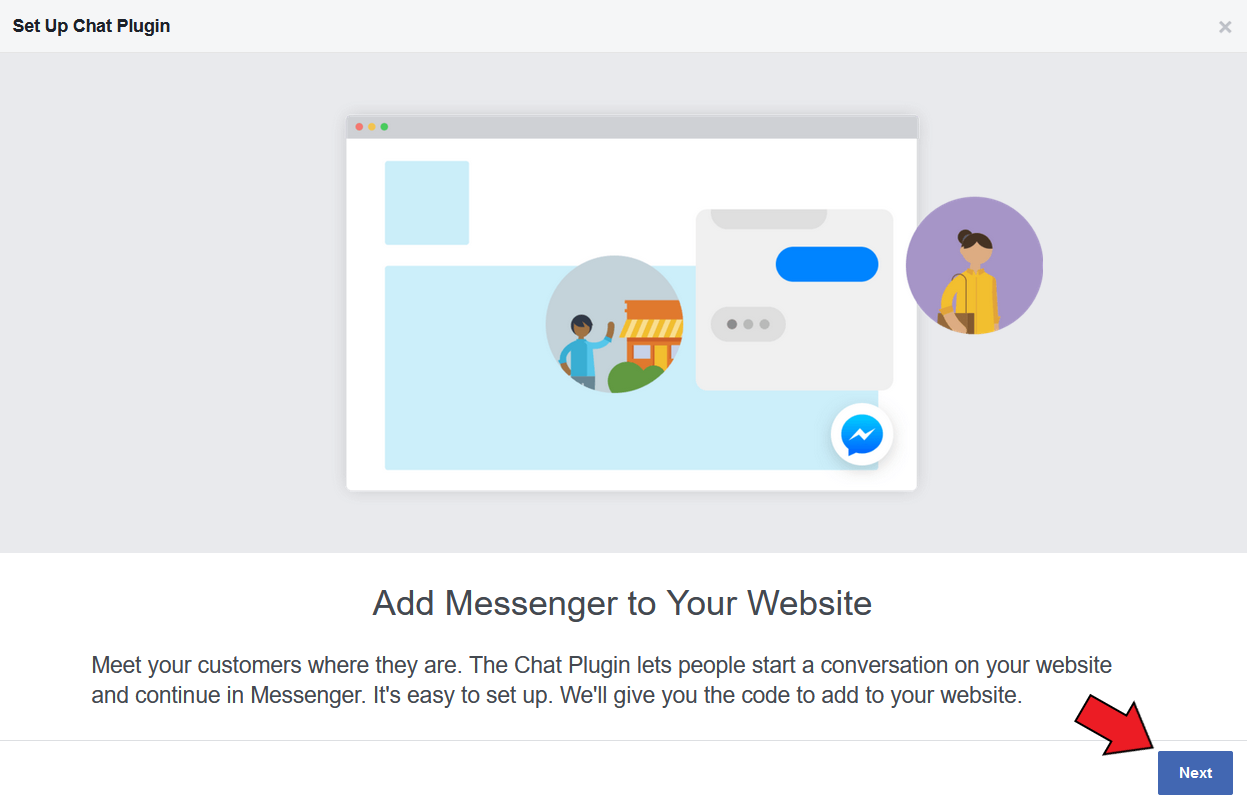 Set Up Chat Plugin
Add Messenger to Your Website
Meet your customers where they are. The Chat Plugin lets people start a conversation on your website
and continue in Messenger. It's easy to set up. We'll give you the code to add to your website.
Next